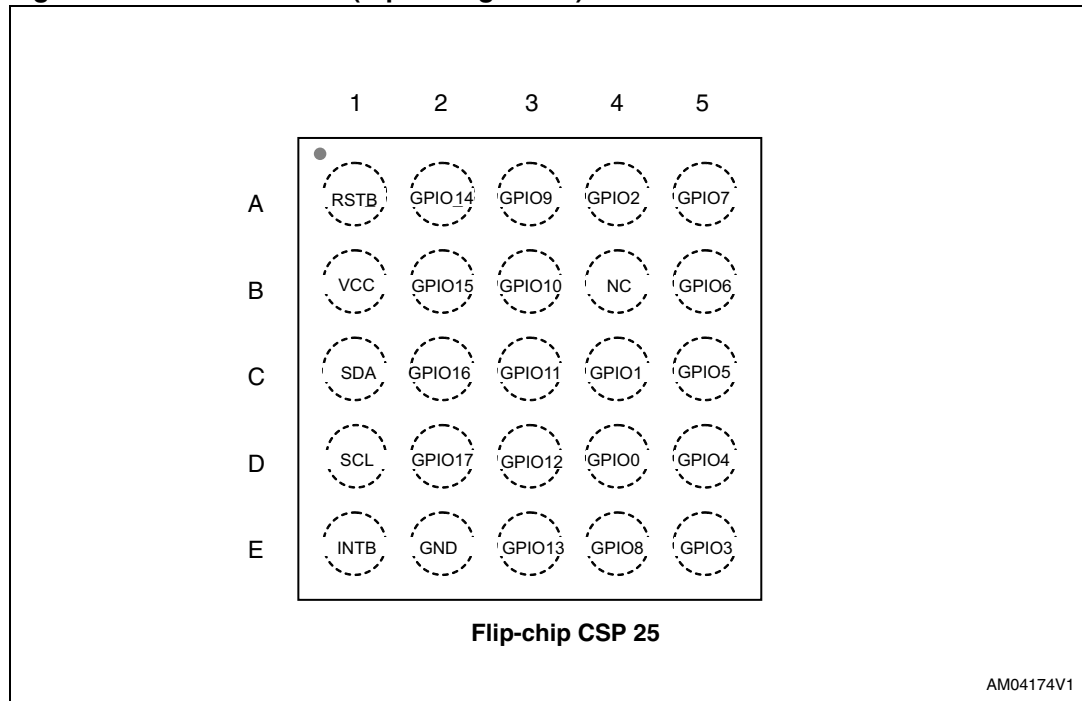 1 2 3 4 5
A RSTB GPIO14 GPIO9 GPIO2 GPIO7
B VCC GPIO15 GPIO10 NC GPIO6
C SDA GPIO16 GPIO11 GPIO1 GPIO5
D SCL GPIO17 GPIO12 GPIO0 GPIO4
E INTB GND GPIO13 GPIO8 GPIO3
Flip-chip CSP 25
AM04174V1